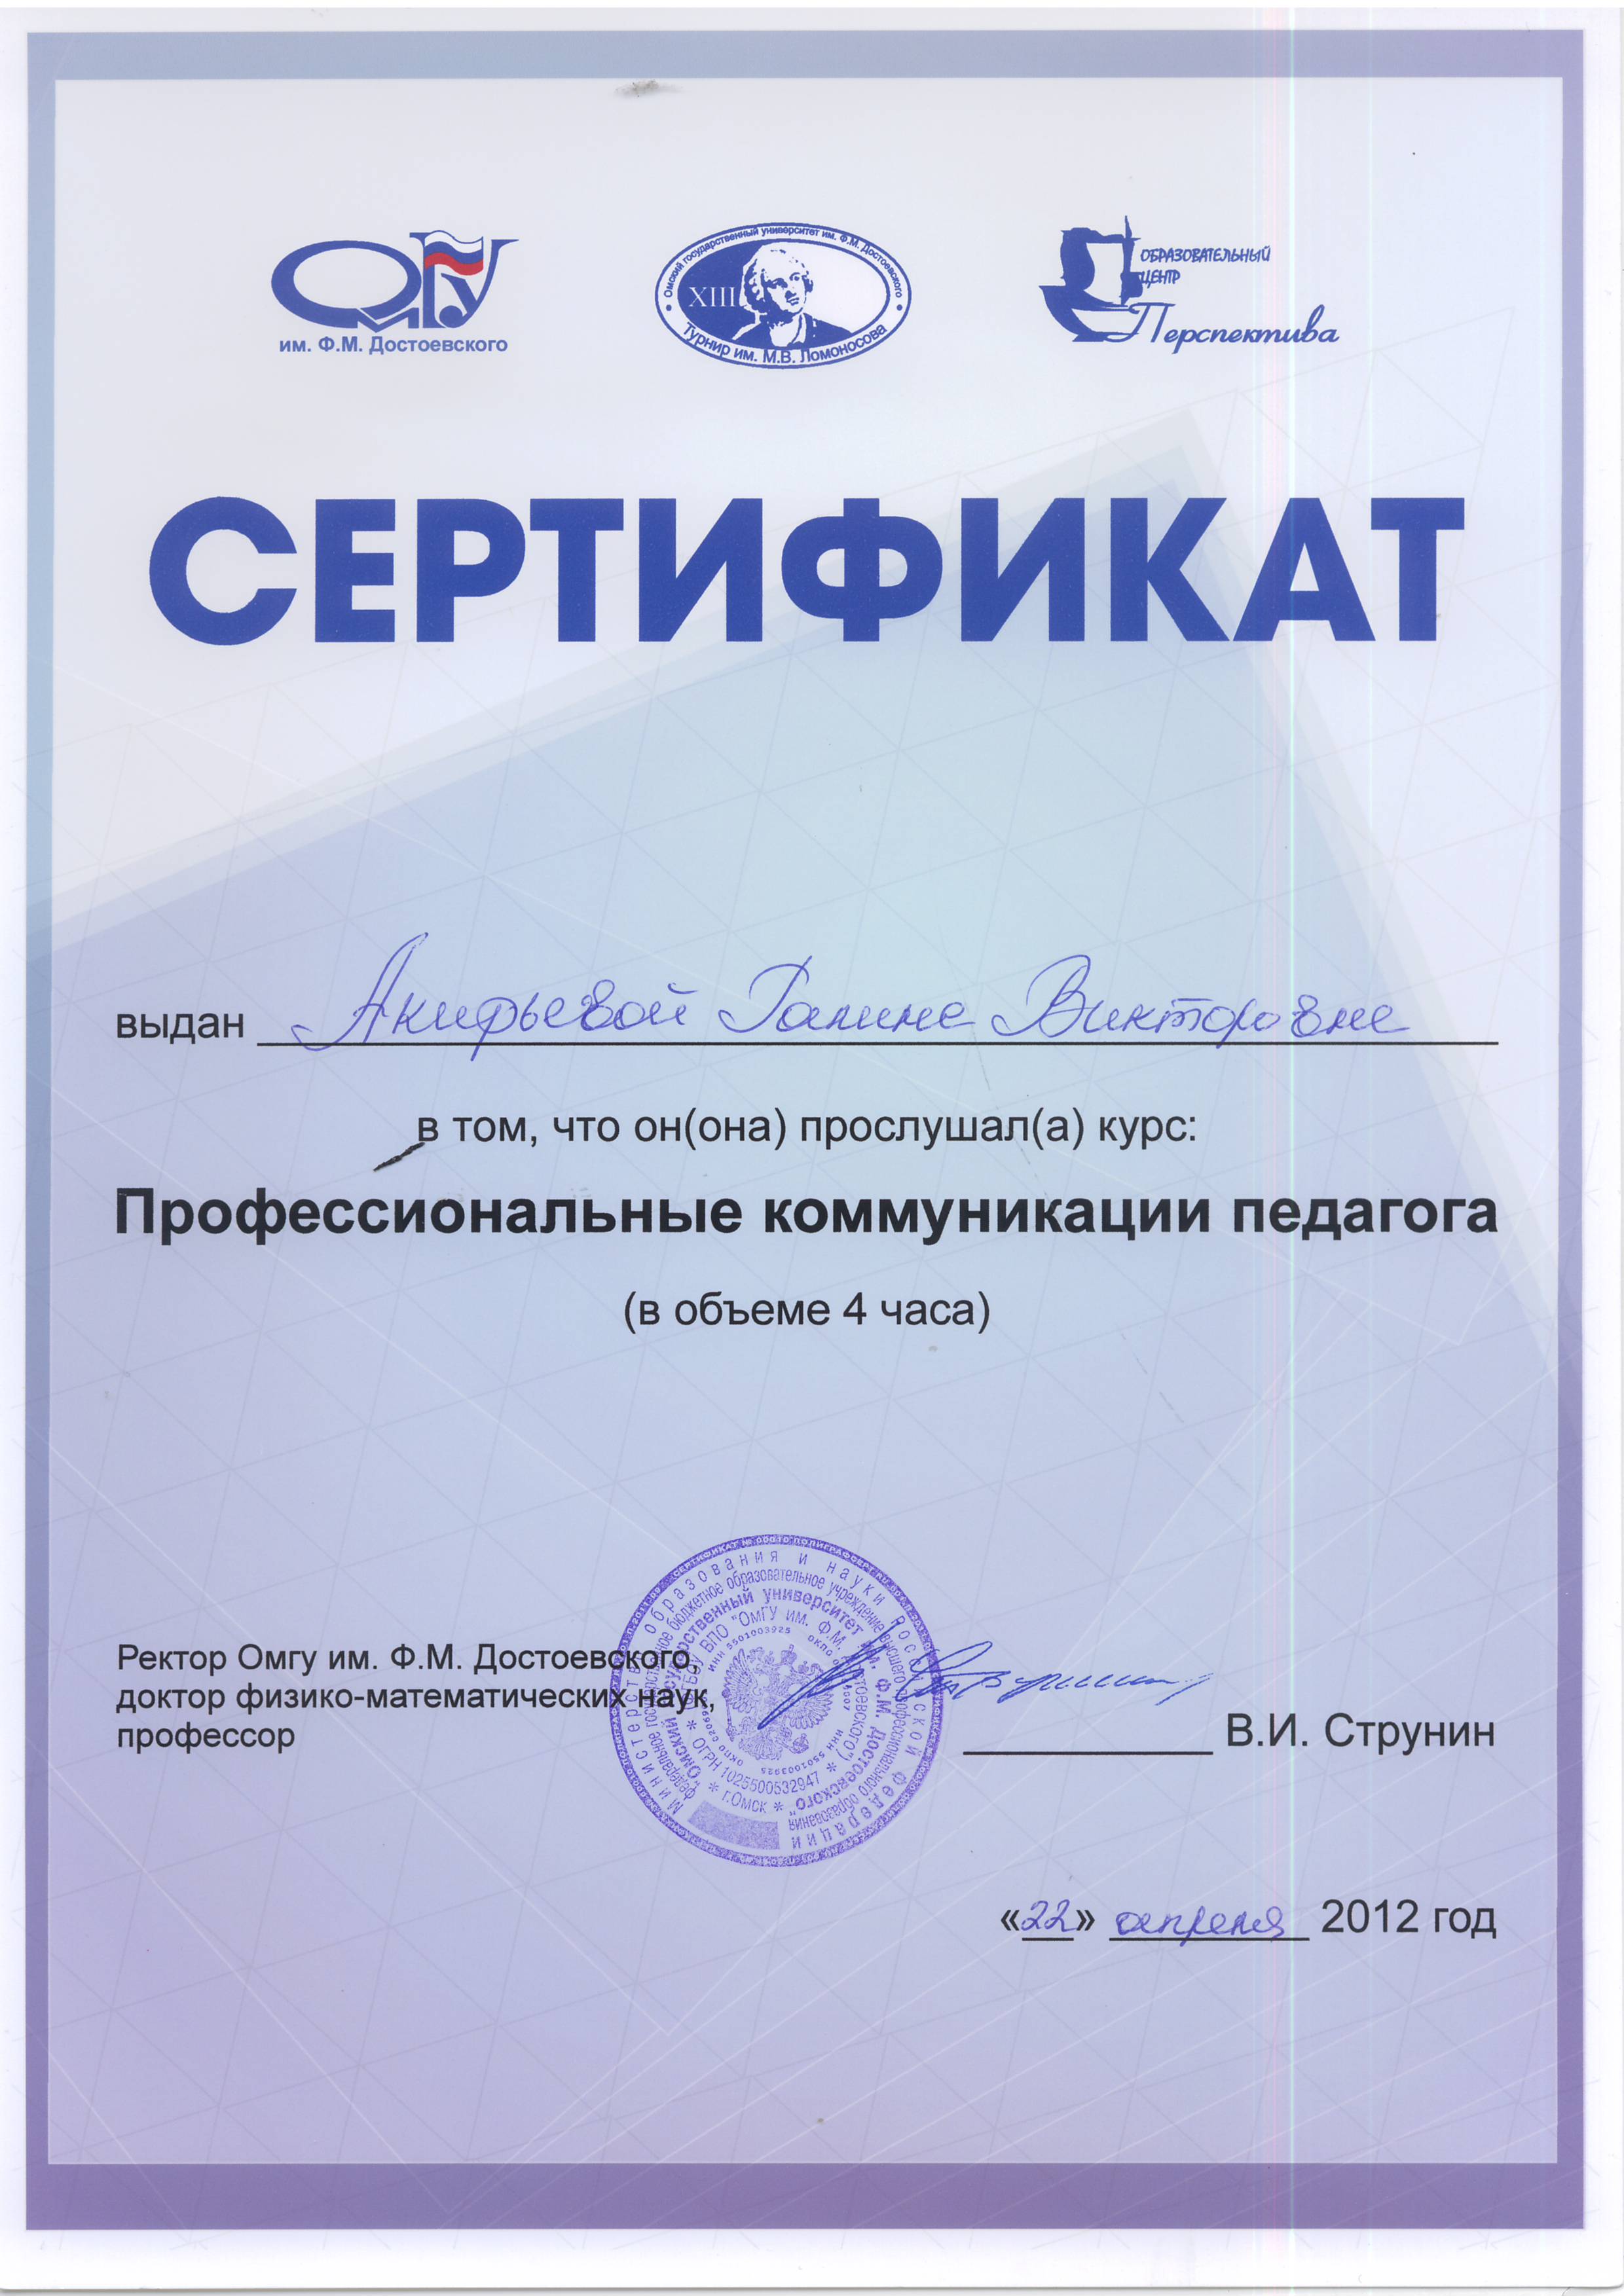 ОмГУ
им. Ф.М. Достоевского
Омский государственный университет им. Ф.М. Достоевского
XIII
Турнир им. М.В. Ломоносова
ОБРАЗОВАТЕЛЬНЫЙ
ЦЕНТР
Перспектива
СЕРТИФИКАТ
выдан Акифьевой Галине Викторовне
в том, что он(она) прослушал(а) курс:
Профессиональные коммуникации педагога
(в объеме 4 часа)
Министерство образования и науки Российской Федерации
федеральное государственное бюджетное образовательное учреждение высшего профессионального образования
"Омский государственный университет им. Ф.М. Достоевского"
(ФГБОУ ВПО "ОмГУ им. Ф.М. Достоевского")
* ОГРН 1025500532947 *
* г.Омск *
ИНН 5501003925
Ректор Омгу им. Ф.М. Достоевского,
доктор физико-математических наук,
профессор
В.И. Струнин
«22» апреля 2012 год